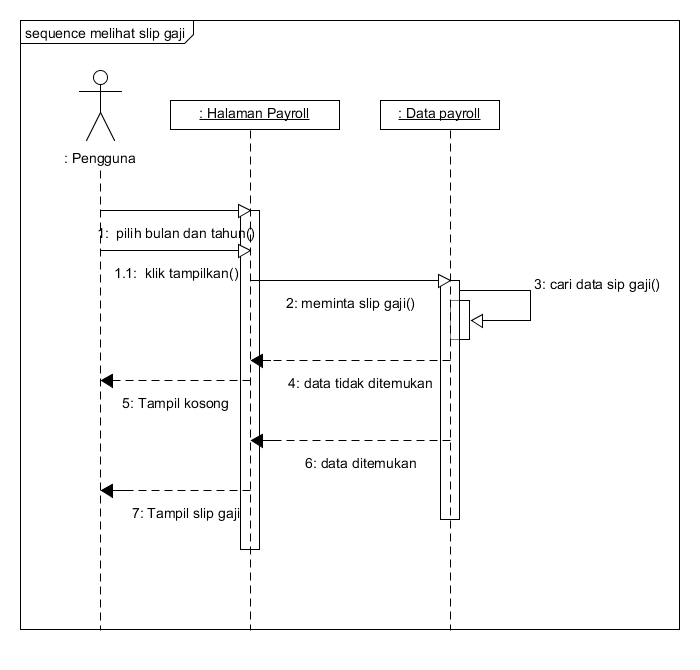 sequence melihat slip gaji
: Halaman Payroll
: Data payroll
: Pengguna
1: pilih bulan dan tahun()
1.1: klik tampilkan()
3: cari data sip gaji()
2: meminta slip gaji()
4: data tidak ditemukan
5: Tampil kosong
6: data ditemukan
7: Tampil slip gaji